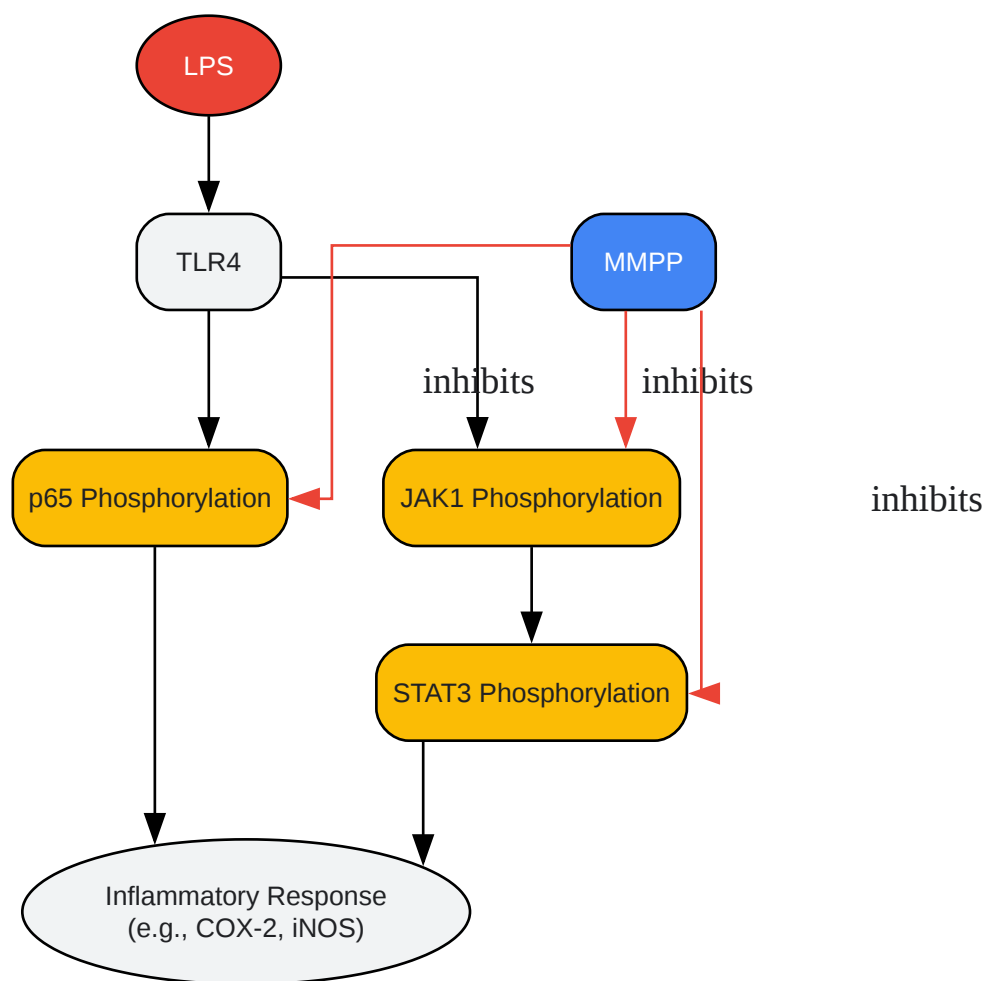 LPS
TLR4
MMPP
inhibits
inhibits
p65 Phosphorylation
JAK1 Phosphorylation
inhibits
STAT3 Phosphorylation
Inflammatory Response
(e.g., COX-2, iNOS)